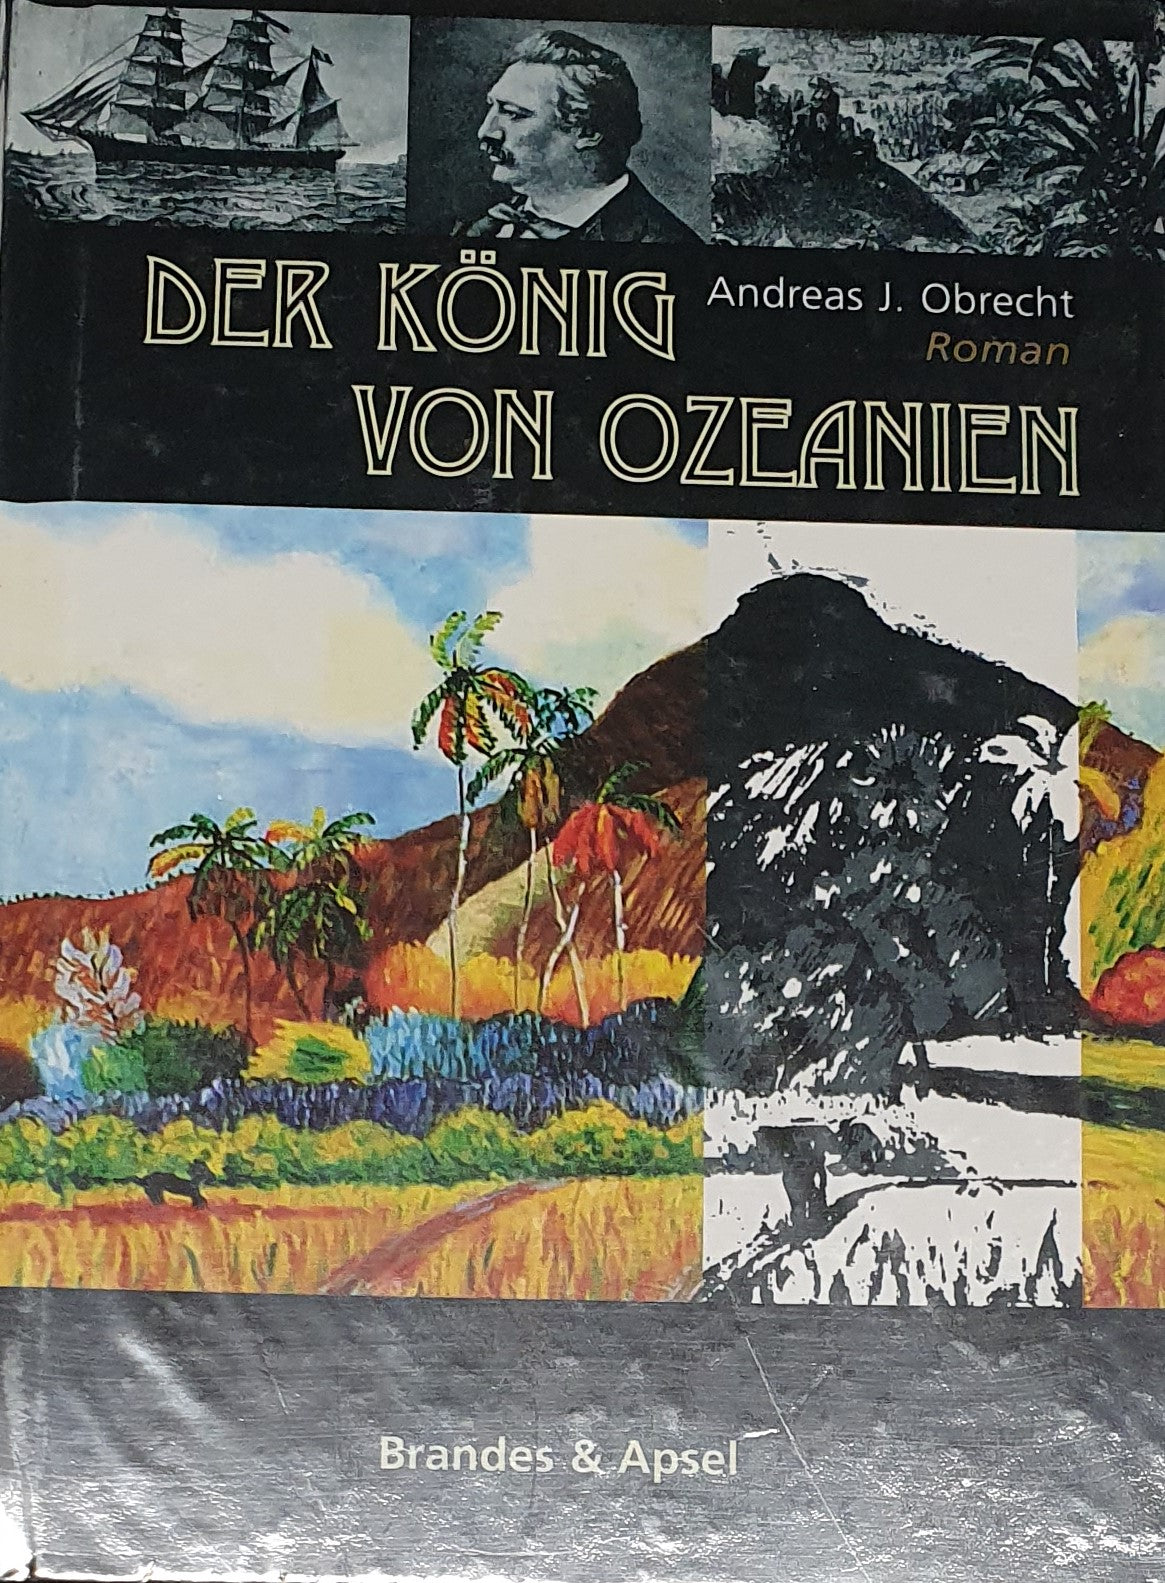 DER KÖNIG
Andreas J. Obrecht
Roman
VON OZEANIEN
Brandes & Apsel